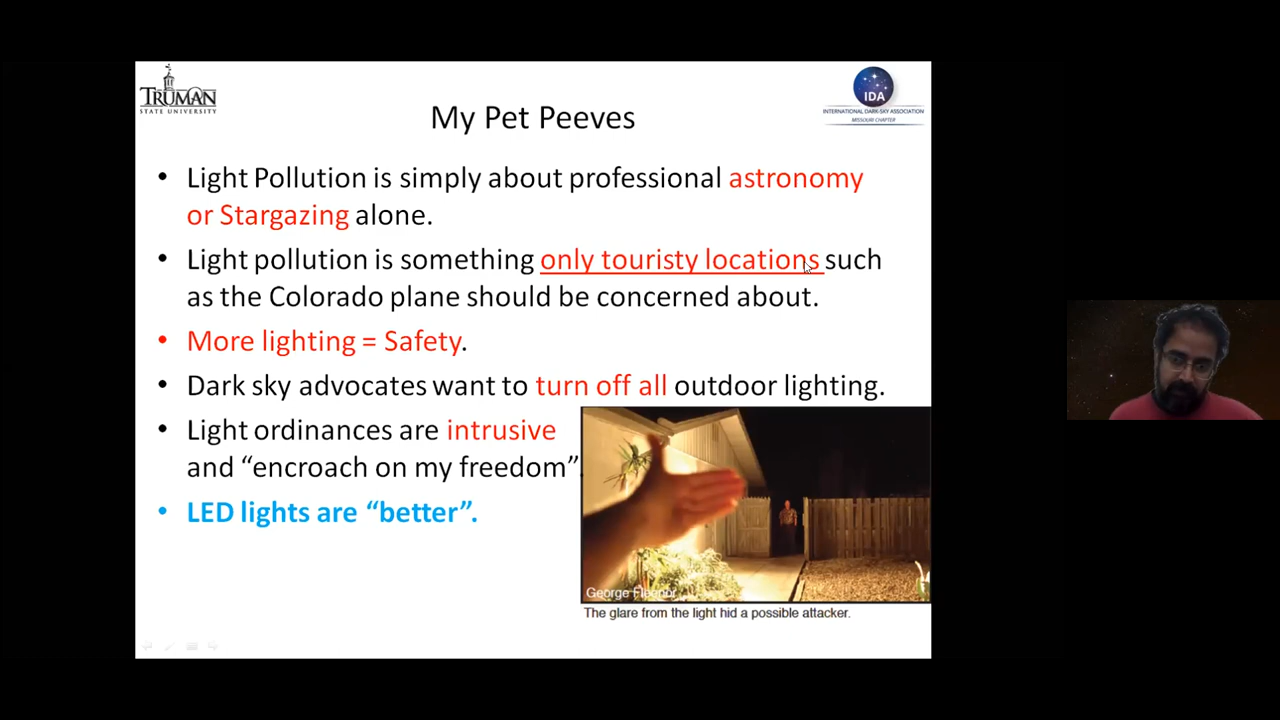 TRUMAN
STATE UNIVERSITY
IDA
INTERNATIONAL DARK-SKY ASSOCIATION
MISSOURI CHAPTER
My Pet Peeves
• Light Pollution is simply about professional astronomy
or Stargazing alone.
• Light pollution is something only touristy locations such
as the Colorado plane should be concerned about.
• More lighting = Safety.
• Dark sky advocates want to turn off all outdoor lighting.
• Light ordinances are intrusive
and “encroach on my freedom”.
• LED lights are “better”.
George Fleenor
The glare from the light hid a possible attacker.